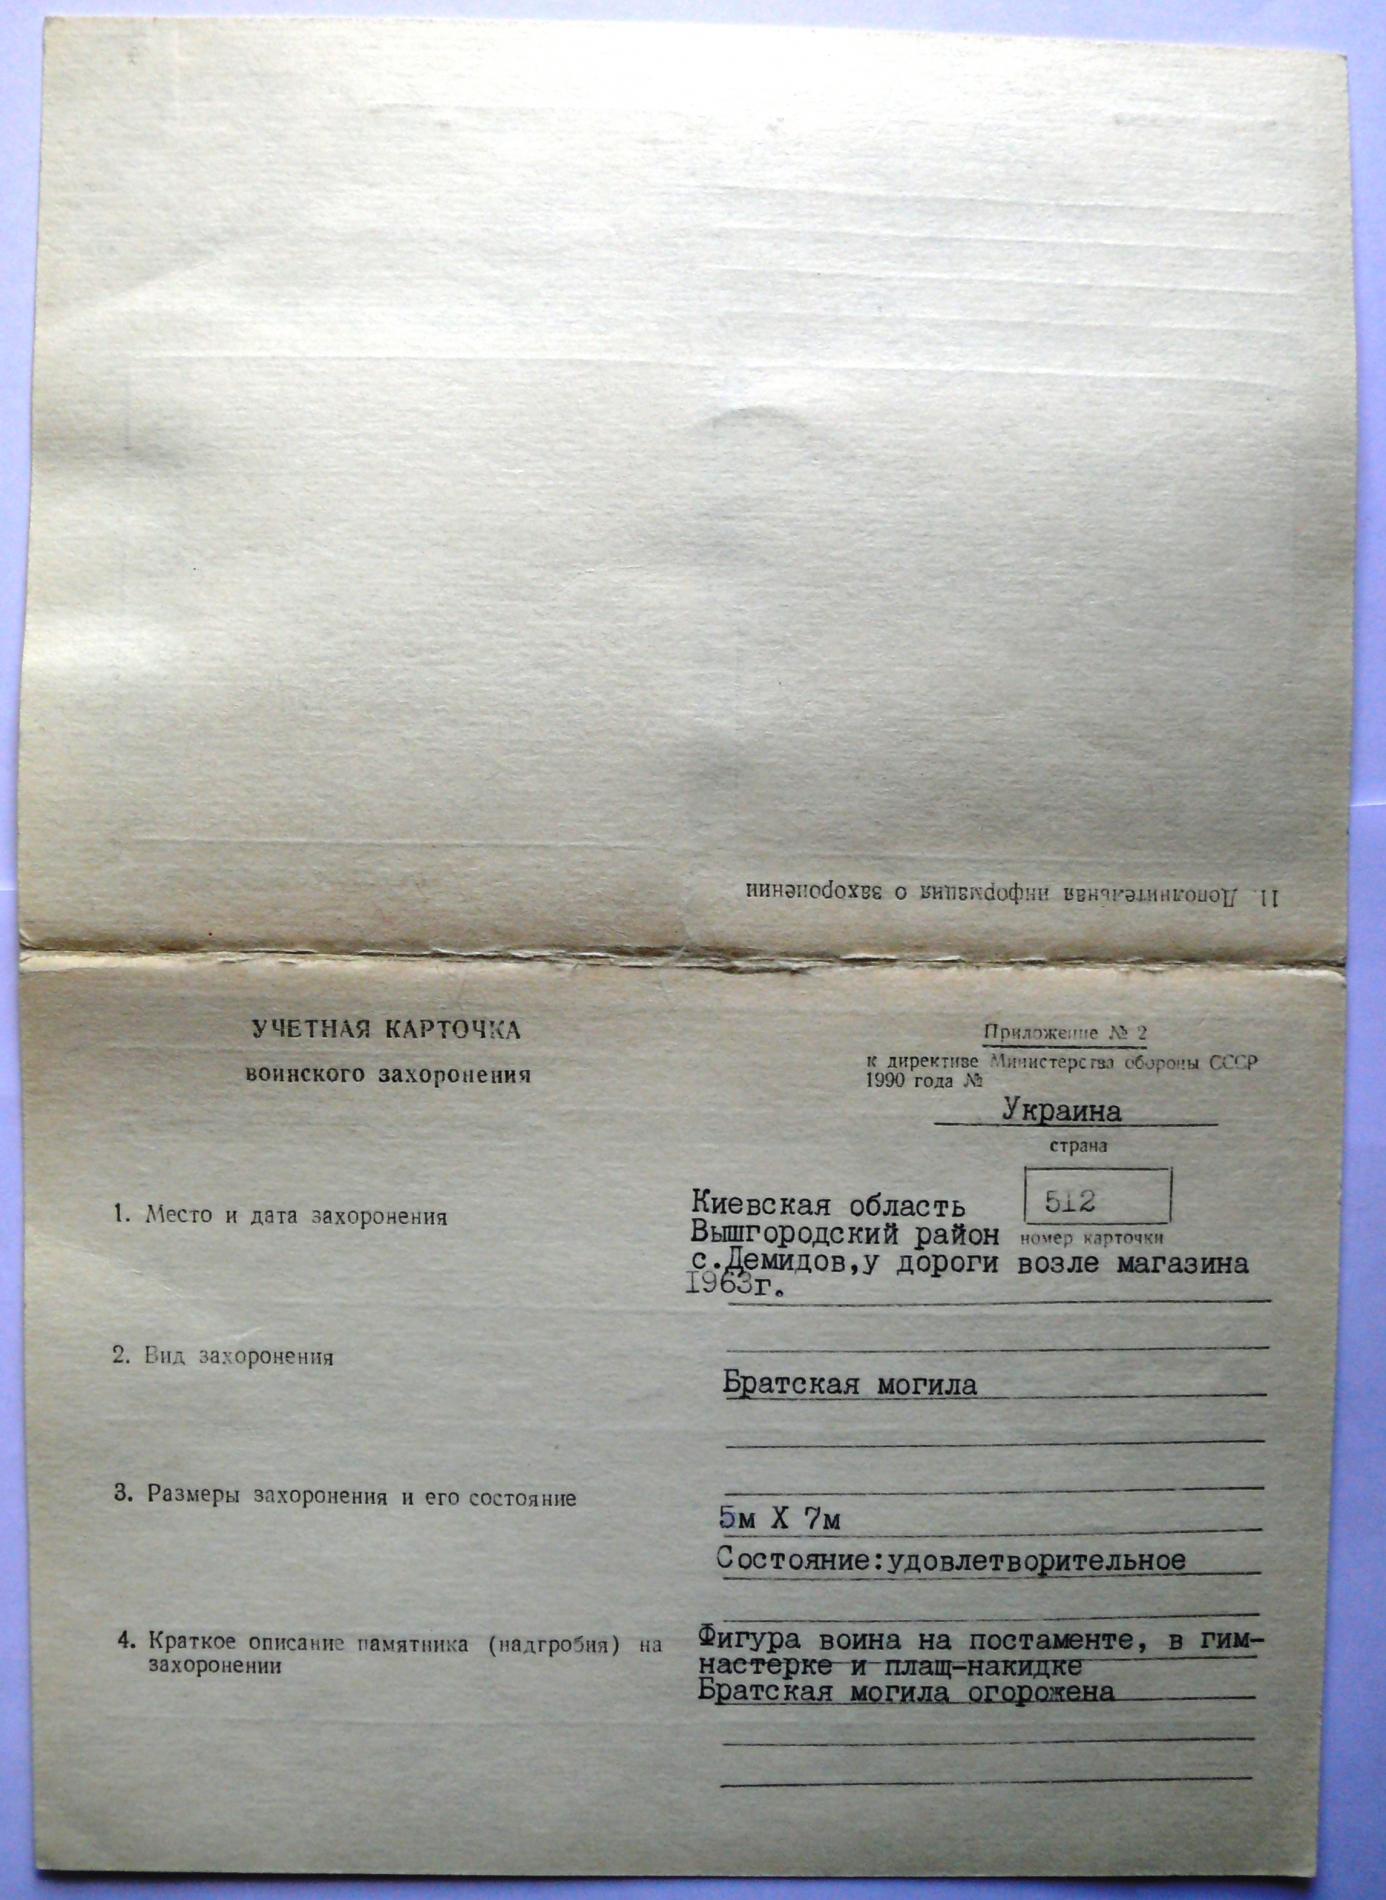 11. Дополнительная информация о захоронении
УЧЕТНАЯ КАРТОЧКА
воинского захоронения
Приложение № 2
к директиве Министерства обороны СССР
1990 года №
Украина
страна
512
номер карточки
1. Место и дата захоронения
Киевская область
Вышгородский район
с.Демидов,у дороги возле магазина
1963г.
2. Вид захоронения
Братская могила
3. Размеры захоронения и его состояние
5м X 7м
Состояние:удовлетворительное
4. Краткое описание памятника (надгробия) на
захоронении
Фигура воина на постаменте, в гим-
настерке и плащ-накидке
Братская могила огорожена